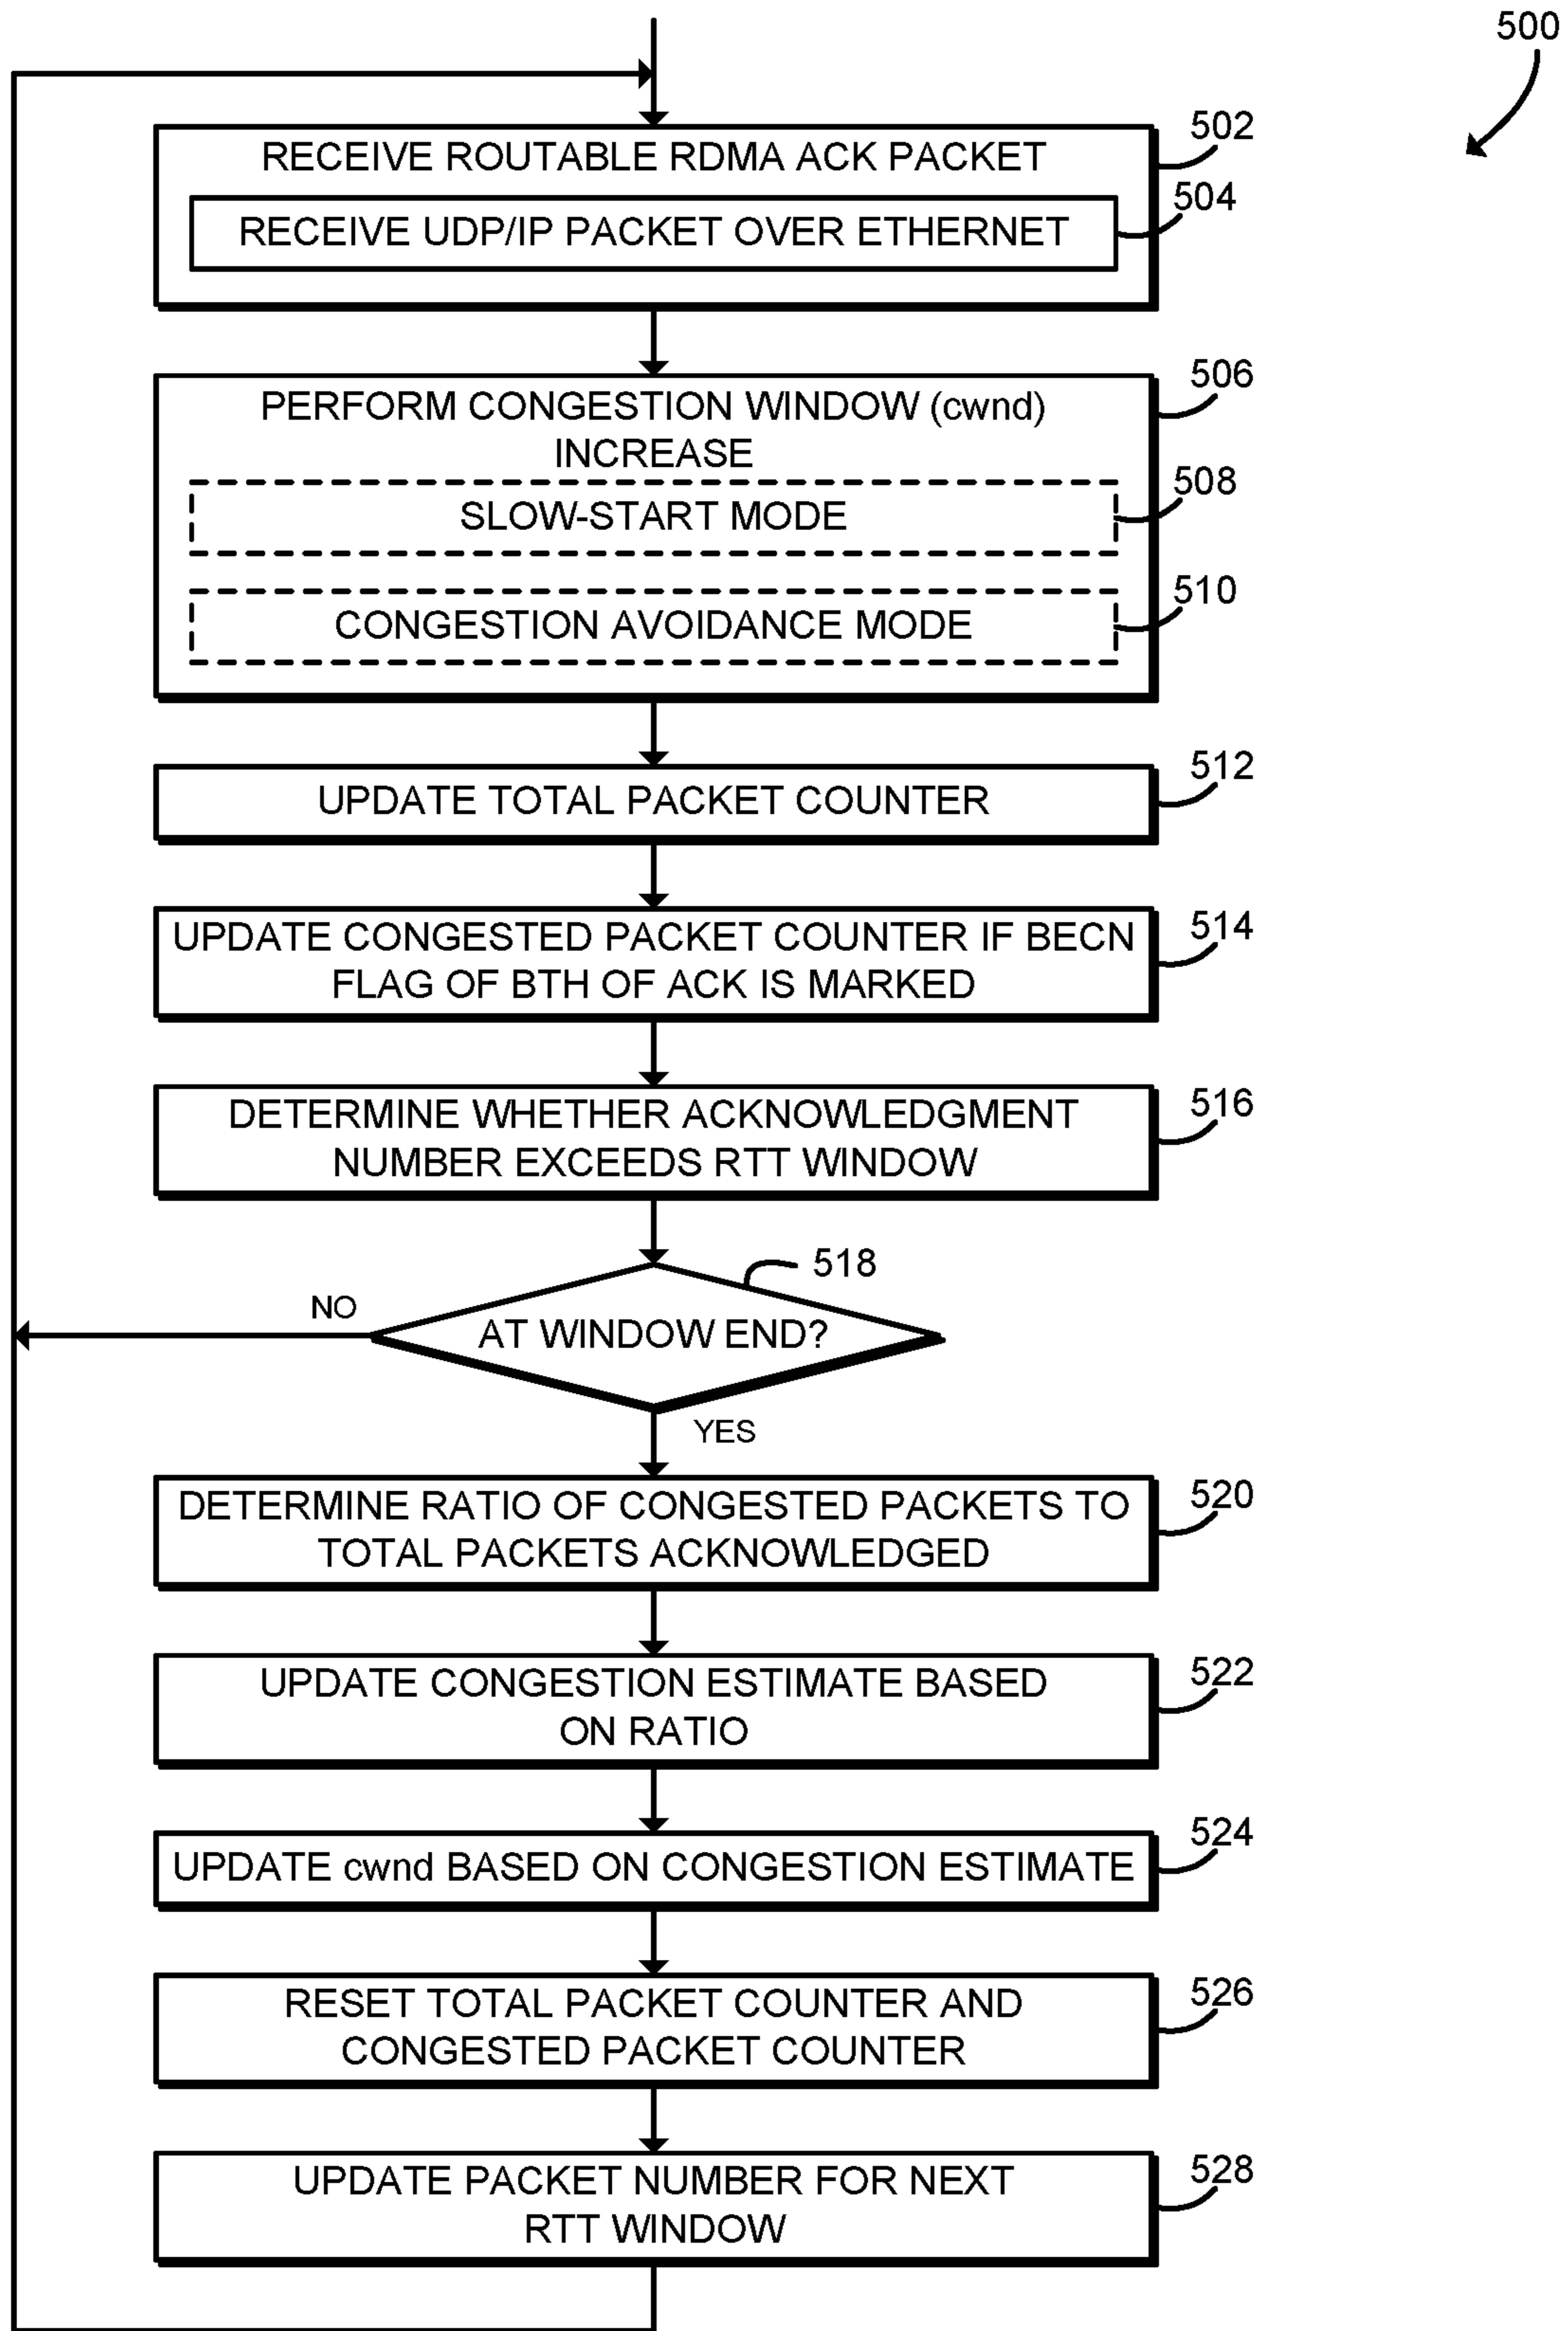 500
502
RECEIVE ROUTABLE RDMA ACK PACKET
504
RECEIVE UDP/IP PACKET OVER ETHERNET
506
PERFORM CONGESTION WINDOW (cwnd)
INCREASE
508
SLOW-START MODE
510
CONGESTION AVOIDANCE MODE
512
UPDATE TOTAL PACKET COUNTER
514
UPDATE CONGESTED PACKET COUNTER IF BECN
FLAG OF BTH OF ACK IS MARKED
516
DETERMINE WHETHER ACKNOWLEDGMENT
NUMBER EXCEEDS RTT WINDOW
518
NO
AT WINDOW END?
YES
520
DETERMINE RATIO OF CONGESTED PACKETS TO
TOTAL PACKETS ACKNOWLEDGED
522
UPDATE CONGESTION ESTIMATE BASED
ON RATIO
524
UPDATE cwnd BASED ON CONGESTION ESTIMATE
526
RESET TOTAL PACKET COUNTER AND
CONGESTED PACKET COUNTER
528
UPDATE PACKET NUMBER FOR NEXT
RTT WINDOW